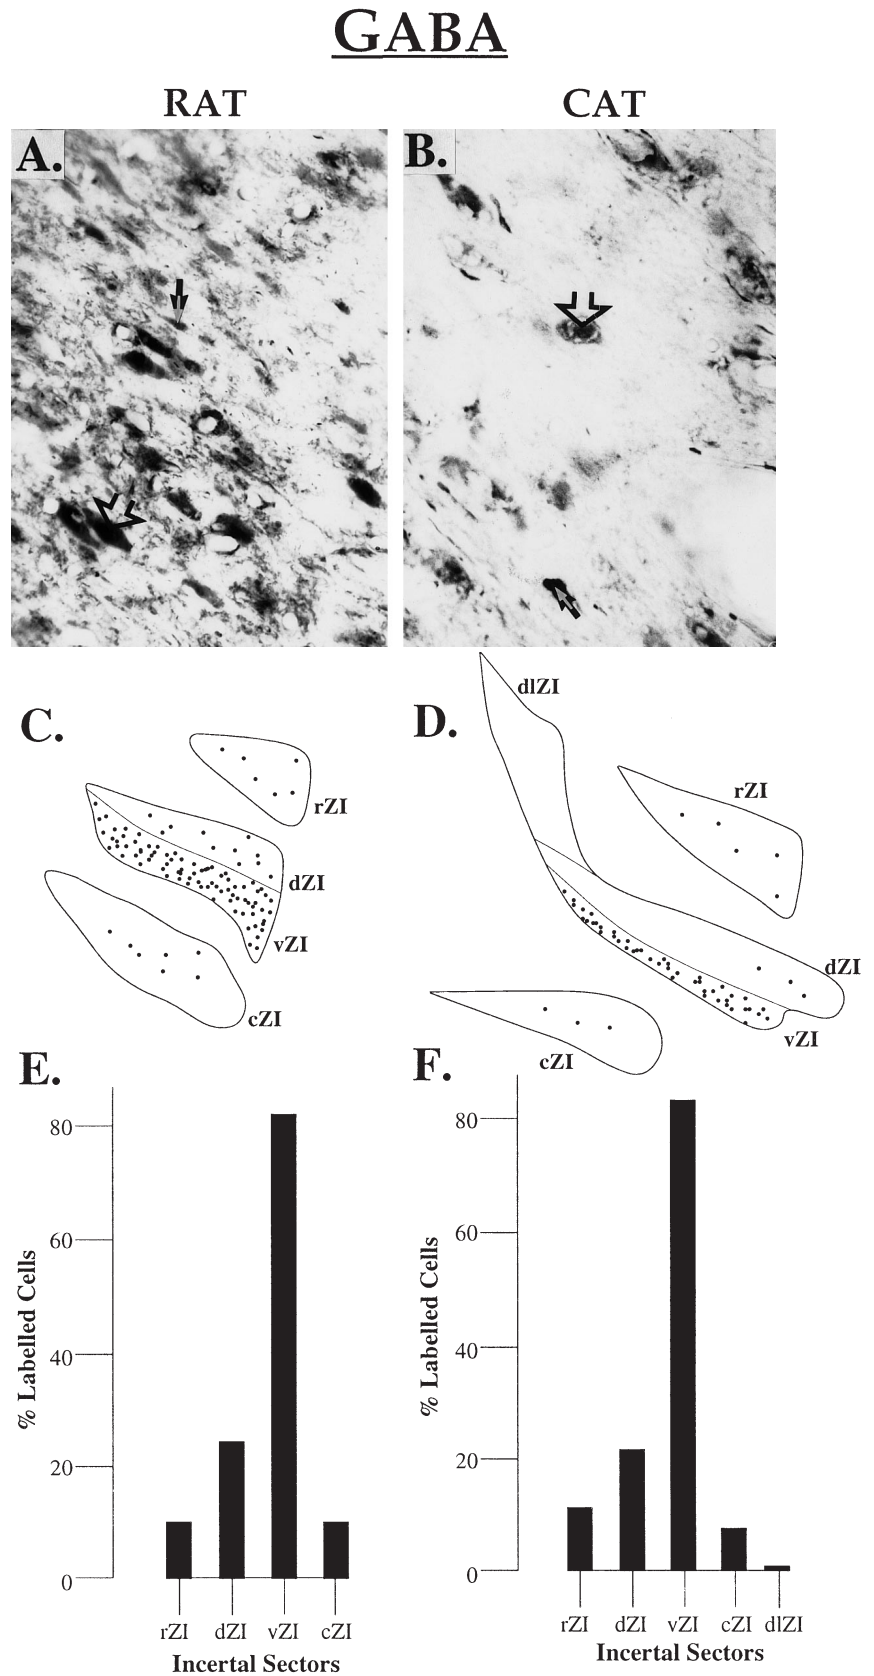 GABA
RAT
CAT
A.
B.
C.
rZI
dZI
vZI
cZI
D.
dlZI
rZI
dZI
vZI
cZI
E.
80
60
40
20
0
% Labelled Cells
rZI dZI vZI cZI
Incertal Sectors
F.
80
60
40
20
0
% Labelled Cells
rZI dZI vZI cZI dlZI
Incertal Sectors